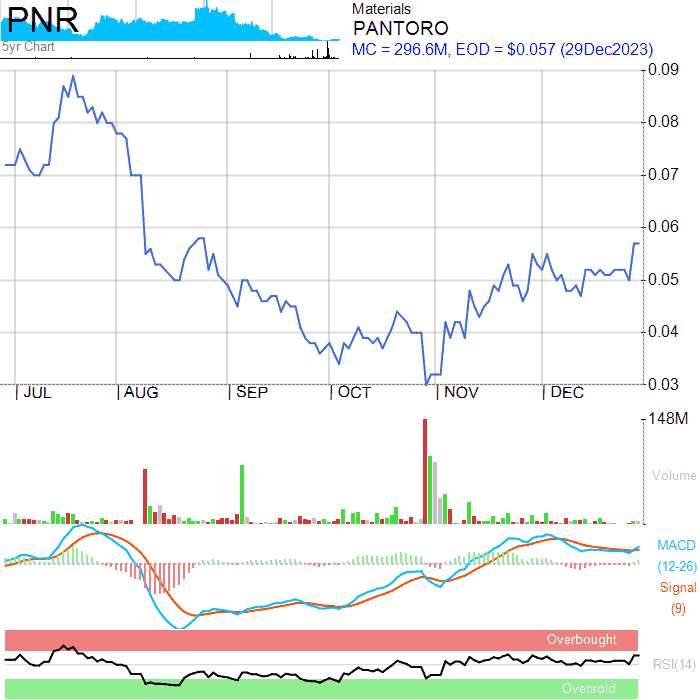 PNR
5yr Chart
Materials
PANTORO
MC = 296.6M, EOD = $0.057 (29Dec2023)
0.09
0.08
0.07
0.06
0.05
0.04
0.03
JUL AUG SEP OCT NOV DEC
148M
Volume
MACD
(12-26)
Signal
(9)
Overbought
RSI(14)
Oversold